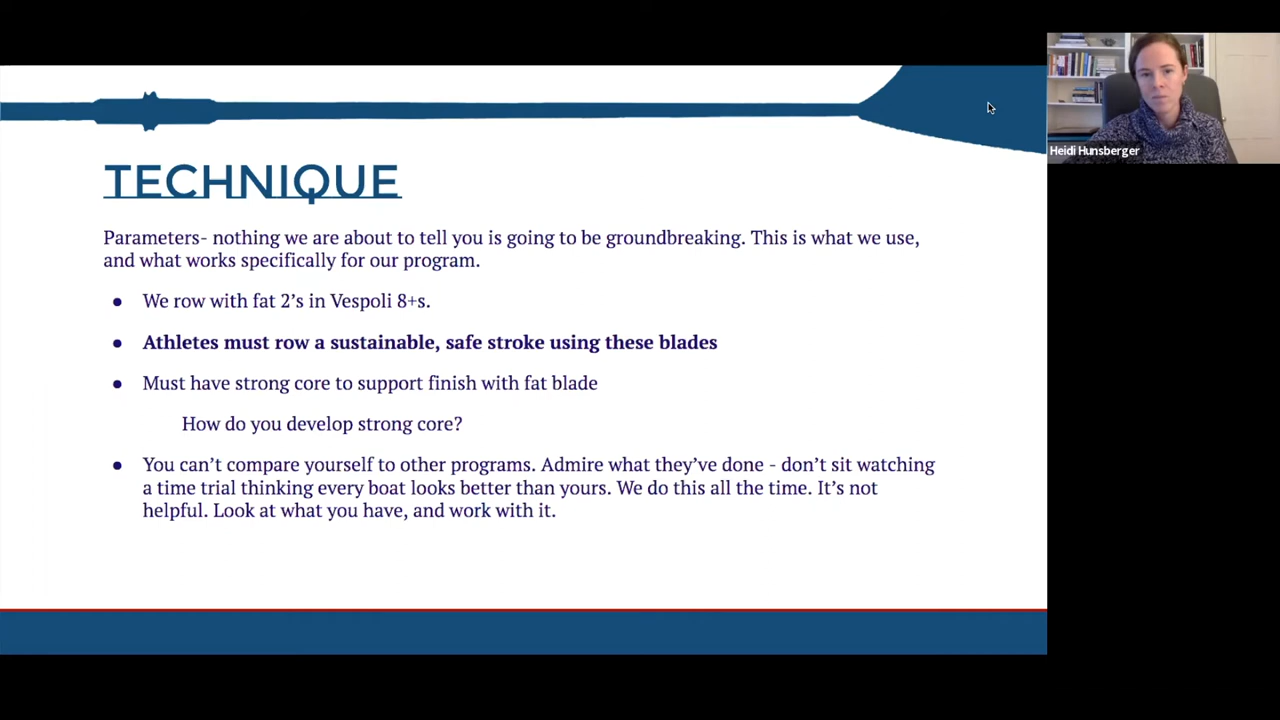 TECHNIQUE
Parameters- nothing we are about to tell you is going to be groundbreaking. This is what we use,
and what works specifically for our program.
● We row with fat 2’s in Vespoli 8+s.
● Athletes must row a sustainable, safe stroke using these blades
● Must have strong core to support finish with fat blade
How do you develop strong core?
● You can’t compare yourself to other programs. Admire what they’ve done - don’t sit watching
a time trial thinking every boat looks better than yours. We do this all the time. It’s not
helpful. Look at what you have, and work with it.
Heidi Hunsberger